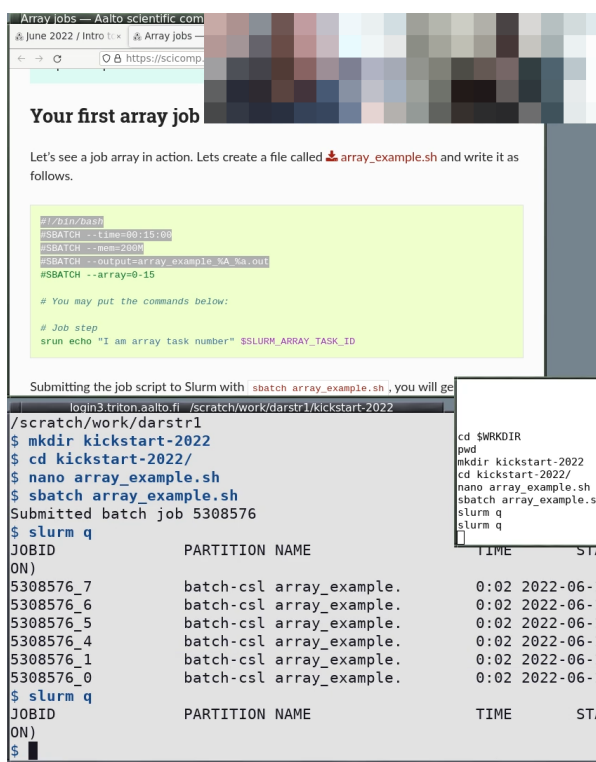 Array jobs — Aalto scientific com
June 2022 / Intro to
Array jobs —
https://scicomp.
Your first array job
Let's see a job array in action. Lets create a file called array_example.sh and write it as
follows.
#!/bin/bash
#SBATCH --time=00:15:00
#SBATCH --mem=200M
#SBATCH --output=array_example_%A_%a.out
#SBATCH --array=0-15
# You may put the commands below:
# Job step
srun echo "I am array task number" $SLURM_ARRAY_TASK_ID
Submitting the job script to Slurm with sbatch array_example.sh , you will ge
login3.triton.aalto.fi /scratch/work/darstr1/kickstart-2022
/scratch/work/darstr1
$ mkdir kickstart-2022
$ cd kickstart-2022/
$ nano array_example.sh
$ sbatch array_example.sh
Submitted batch job 5308576
$ slurm q
JOBID PARTITION NAME TIME STA
ON)
5308576_7 batch-csl array_example. 0:02 2022-06-
5308576_6 batch-csl array_example. 0:02 2022-06-
5308576_5 batch-csl array_example. 0:02 2022-06-
5308576_4 batch-csl array_example. 0:02 2022-06-
5308576_1 batch-csl array_example. 0:02 2022-06-
5308576_0 batch-csl array_example. 0:02 2022-06-
$ slurm q
JOBID PARTITION NAME TIME STA
ON)
$
cd $WRKDIR
pwd
mkdir kickstart-2022
cd kickstart-2022/
nano array_example.sh
sbatch array_example.s
slurm q
slurm q